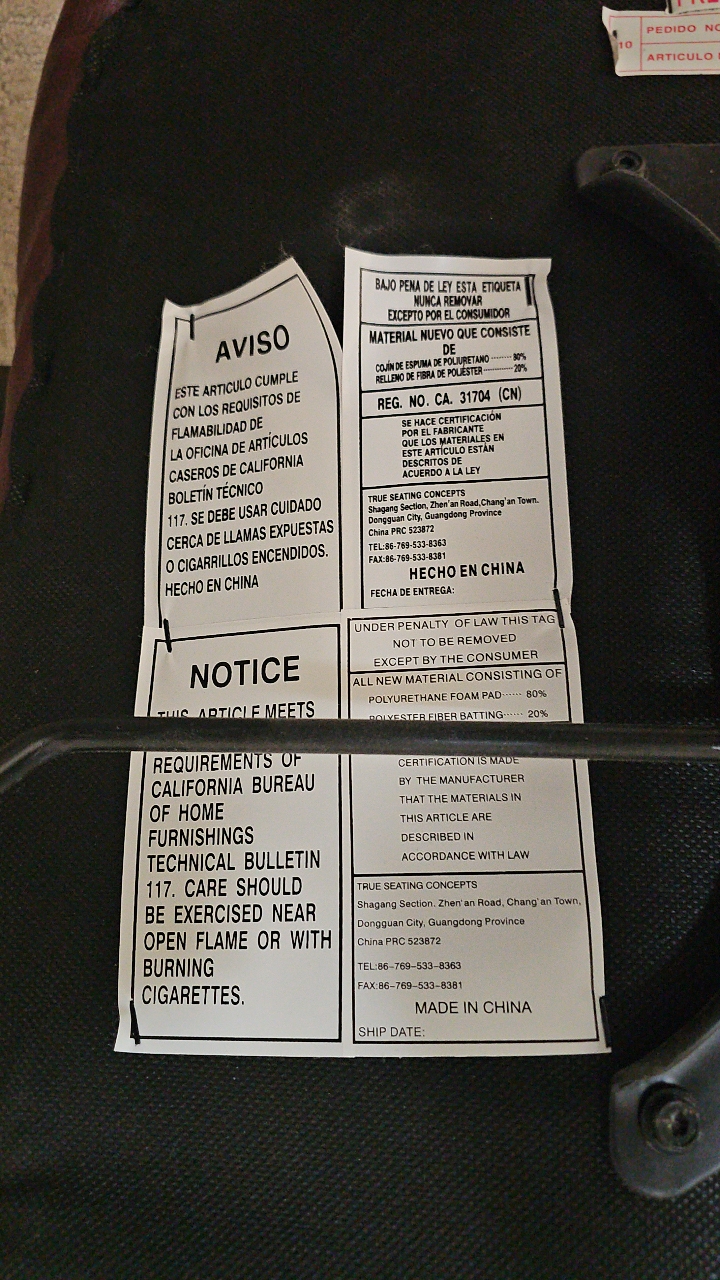 PEDIDO NO
10
ARTICULO
AVISO
ESTE ARTICULO CUMPLE
CON LOS REQUISITOS DE
FLAMABILIDAD DE
LA OFICINA DE ARTÍCULOS
CASEROS DE CALIFORNIA
BOLETÍN TÉCNICO
117. SE DEBE USAR CUIDADO
CERCA DE LLAMAS EXPUESTAS
O CIGARRILLOS ENCENDIDOS.
HECHO EN CHINA
BAJO PENA DE LEY ESTA ETIQUETA
NUNCA REMOVAR
EXCEPTO POR EL CONSUMIDOR
MATERIAL NUEVO QUE CONSISTE
DE
COJÍN DE ESPUMA DE POLIURETANO ········ 80%
RELLENO DE FIBRA DE POLIÉSTER ············ 20%
REG. NO. CA. 31704 (CN)
SE HACE CERTIFICACIÓN
POR EL FABRICANTE
QUE LOS MATERIALES EN
ESTE ARTÍCULO ESTÁN
DESCRITOS DE
ACUERDO A LA LEY
TRUE SEATING CONCEPTS
Shagang Section, Zhen'an Road,Chang'an Town.
Dongguan City, Guangdong Province
China PRC 523872
TEL:86-769-533-8363
FAX:86-769-533-8381
HECHO EN CHINA
FECHA DE ENTREGA:
NOTICE
THIS ARTICLE MEETS
REQUIREMENTS OF
CALIFORNIA BUREAU
OF HOME
FURNISHINGS
TECHNICAL BULLETIN
117. CARE SHOULD
BE EXERCISED NEAR
OPEN FLAME OR WITH
BURNING
CIGARETTES.
UNDER PENALTY OF LAW THIS TAG
NOT TO BE REMOVED
EXCEPT BY THE CONSUMER
ALL NEW MATERIAL CONSISTING OF
POLYURETHANE FOAM PAD······ 80%
POLYESTER FIBER BATTING······ 20%
CERTIFICATION IS MADE
BY THE MANUFACTURER
THAT THE MATERIALS IN
THIS ARTICLE ARE
DESCRIBED IN
ACCORDANCE WITH LAW
TRUE SEATING CONCEPTS
Shagang Section. Zhen'an Road, Chang'an Town,
Dongguan City, Guangdong Province
China PRC 523872
TEL:86-769-533-8363
FAX:86-769-533-8381
MADE IN CHINA
SHIP DATE: